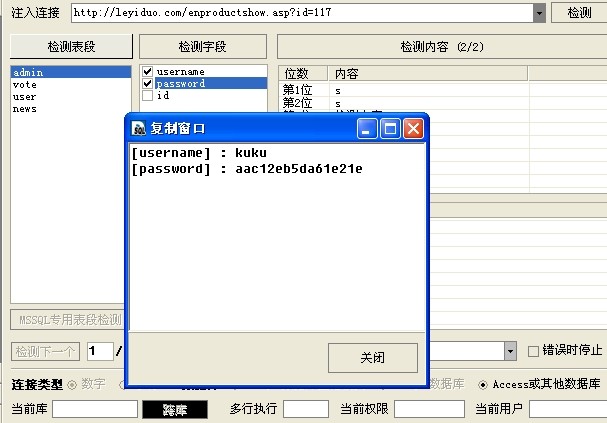 注入连接 http://leyiduo.com/enproductshow.asp?id=117 检测
检测表段 检测字段 检测内容 (2/2)
admin
vote
user
news
username
password
id
位数 内容
第1位 s
第2位 s
复制窗口
[username] : kuku
[password] : aac12eb5da61e21e
关闭
MSSQL专用表段检测
检测下一个 1 / 错误时停止
连接类型 数字 数据库 Access或其他数据库
当前库 跨库 多行执行 当前权限 当前用户